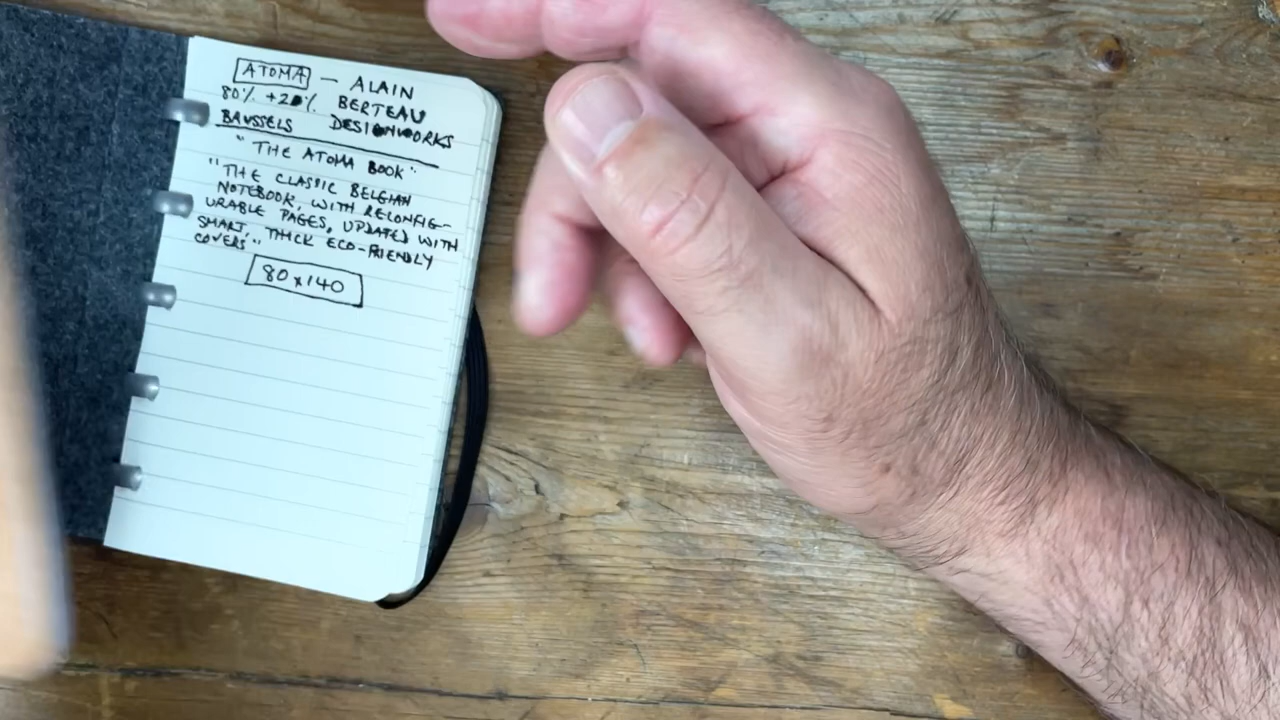 ATOMA — ALAIN
80% +20% BERTEAU
BRUSSELS DESIGNWORKS
"THE ATOMA BOOK"
"THE CLASSIC BELGIAN
NOTEBOOK, WITH RECONFIG-
URABLE PAGES, UPDATED WITH
SMART, THICK ECO-FRIENDLY
COVERS"
80x140